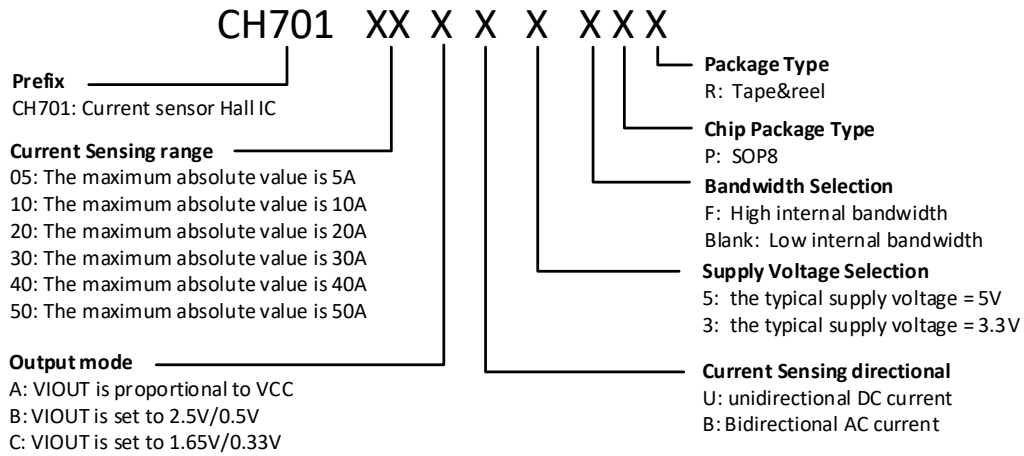 CH701 XX X X X X X X
Prefix
CH701: Current sensor Hall IC
Current Sensing range
05: The maximum absolute value is 5A
10: The maximum absolute value is 10A
20: The maximum absolute value is 20A
30: The maximum absolute value is 30A
40: The maximum absolute value is 40A
50: The maximum absolute value is 50A
Output mode
A: VIOUT is proportional to VCC
B: VIOUT is set to 2.5V/0.5V
C: VIOUT is set to 1.65V/0.33V
Package Type
R: Tape&reel
Chip Package Type
P: SOP8
Bandwidth Selection
F: High internal bandwidth
Blank: Low internal bandwidth
Supply Voltage Selection
5: the typical supply voltage = 5V
3: the typical supply voltage = 3.3V
Current Sensing directional
U: unidirectional DC current
B: Bidirectional AC current